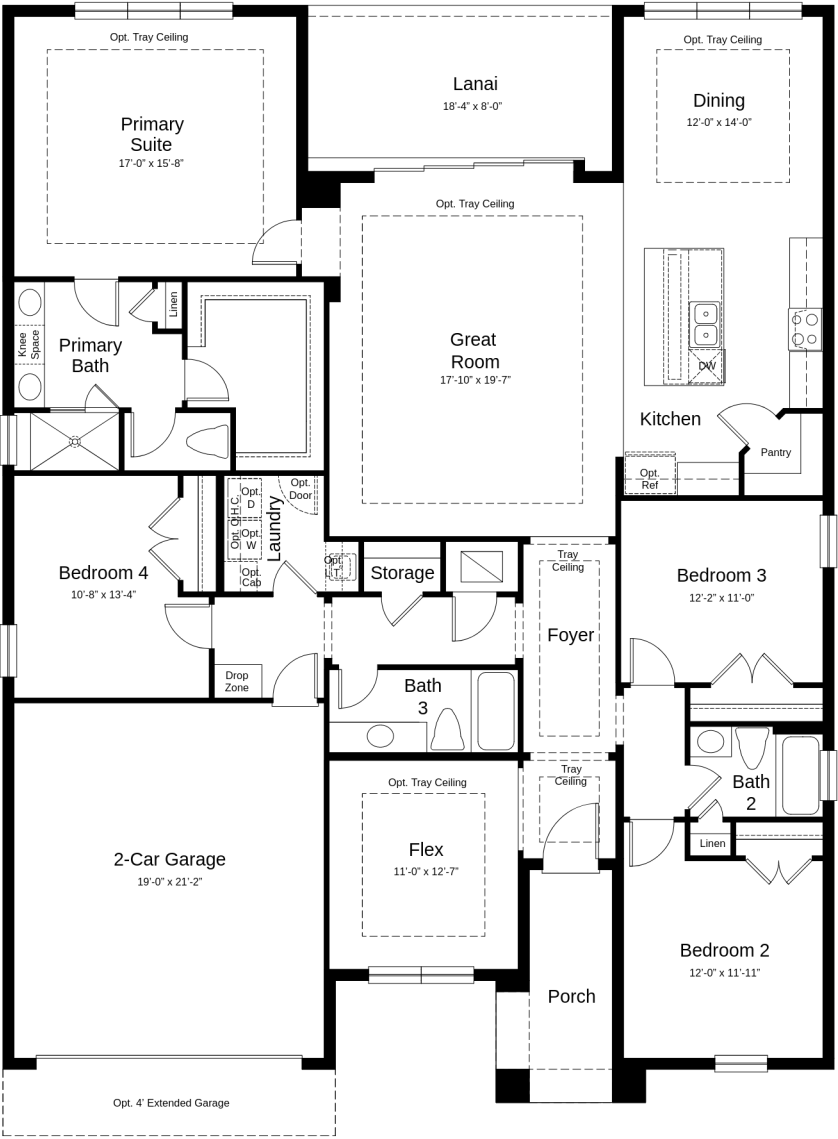 Opt. Tray Ceiling
Primary
Suite
17'-0" x 15'-8"
Lanai
18'-4" x 8'-0"
Opt. Tray Ceiling
Dining
12'-0" x 14'-0"
Opt. Tray Ceiling
Great
Room
17'-10" x 19'-7"
Linen
Knee
Space
Primary
Bath
DW
Kitchen
Pantry
Opt.
Ref
Opt. O.H.C.
Opt.
D
Opt.
W
Opt.
Cab
Laundry
Opt.
Door
Opt.
L.T.
Storage
Tray
Ceiling
Foyer
Bedroom 4
10'-8" x 13'-4"
Bedroom 3
12'-2" x 11'-0"
Drop
Zone
Bath
3
Tray
Ceiling
Bath
2
Linen
Opt. Tray Ceiling
Flex
11'-0" x 12'-7"
2-Car Garage
19'-0" x 21'-2"
Bedroom 2
12'-0" x 11'-11"
Porch
Opt. 4' Extended Garage